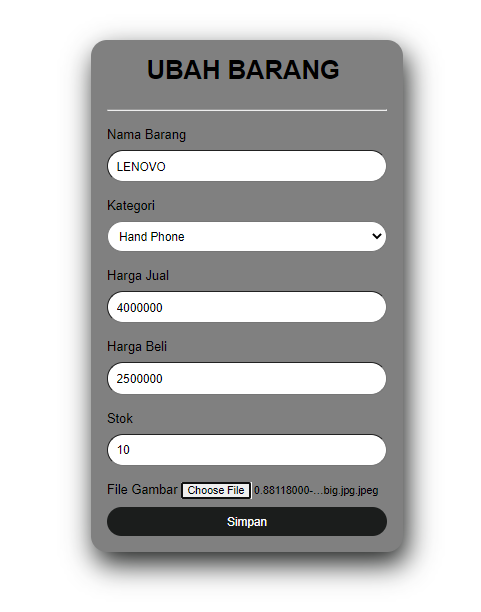 UBAH BARANG
Nama Barang
LENOVO
Kategori
Hand Phone
Harga Jual
4000000
Harga Beli
2500000
Stok
10
File Gambar Choose File 0.88118000-...big.jpg.jpeg
Simpan